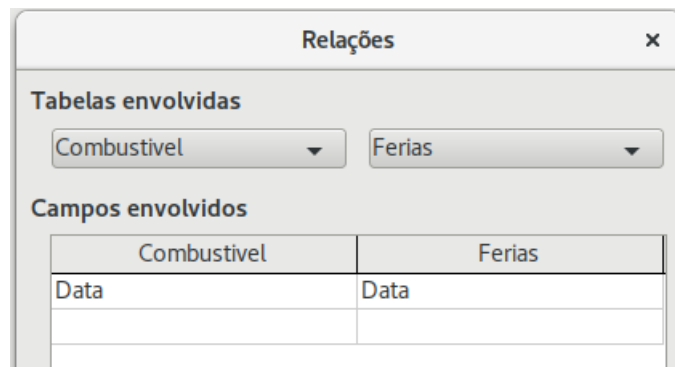 Relações
Tabelas envolvidas
Combustivel Ferias
Campos envolvidos
Combustivel Ferias
Data Data